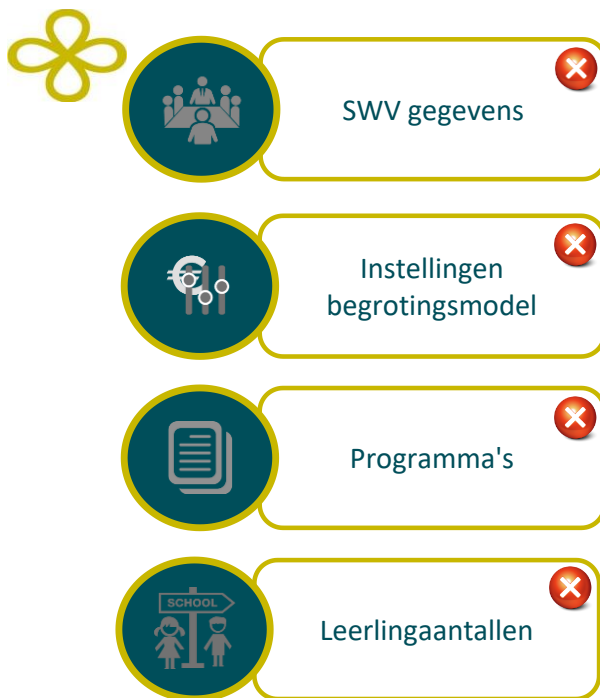 SWV gegevens
Instellingen
begrotingsmodel
Programma's
SCHOOL
Leerlingaantallen